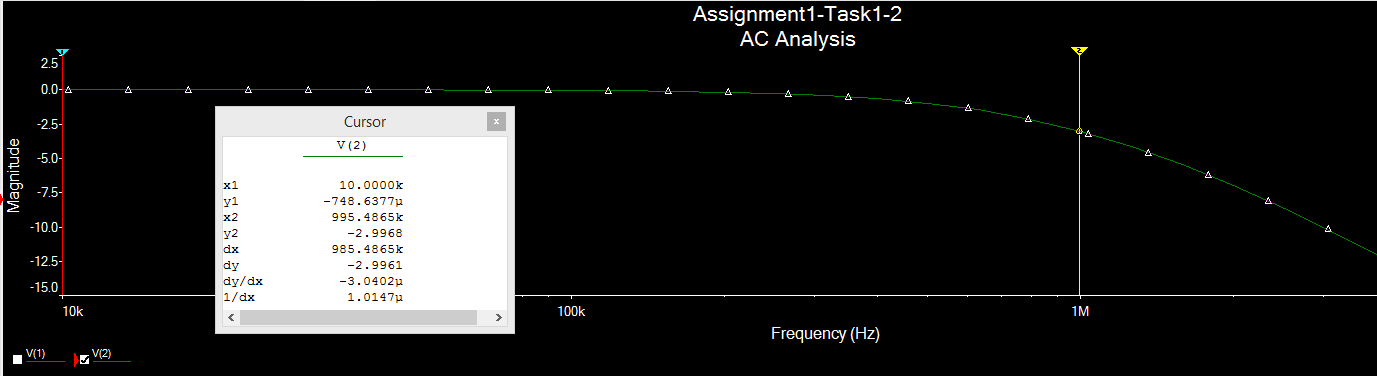 Assignment1-Task1-2
AC Analysis
Magnitude
2.5
0.0
-2.5
-5.0
-7.5
-10.0
-12.5
-15.0
1
2
Cursor
x
V(2)
x1 10.0000k
y1 -748.6377µ
x2 995.4865k
y2 -2.9968
dx 985.4865k
dy -2.9961
dy/dx -3.0402µ
1/dx 1.0147µ
10k 100k 1M
Frequency (Hz)
V(1) V(2)